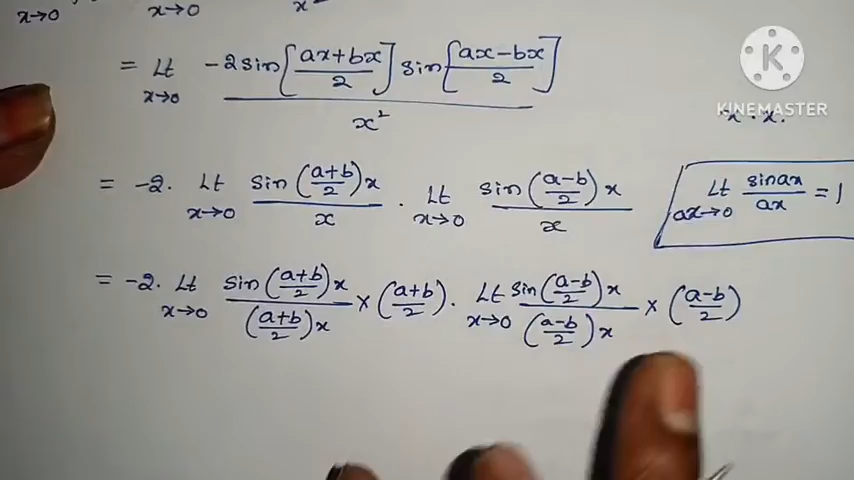 x→0 x→0 x
= Lt x→0 -2sin[(ax+bx)/2] sin[(ax-bx)/2] / x²
KINEMASTER
x · x.
= -2. Lt x→0 sin((a+b)/2)x / x . Lt x→0 sin((a-b)/2)x / x
Lt ax→0 sinax/ax = 1
= -2. Lt x→0 sin((a+b)/2)x / ((a+b)/2)x × ((a+b)/2). Lt x→0 sin((a-b)/2)x / ((a-b)/2)x × ((a-b)/2)